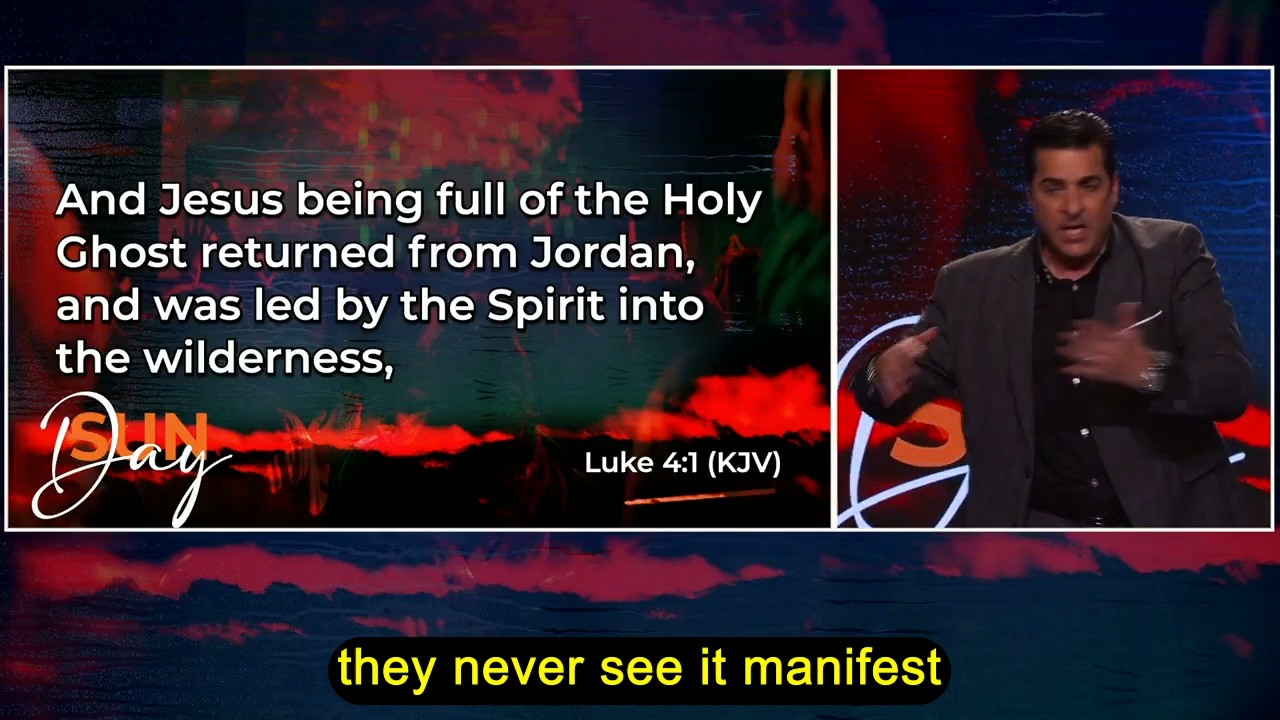 And Jesus being full of the Holy
Ghost returned from Jordan,
and was led by the Spirit into
the wilderness,
SUN
Day
Luke 4:1 (KJV)
they never see it manifest